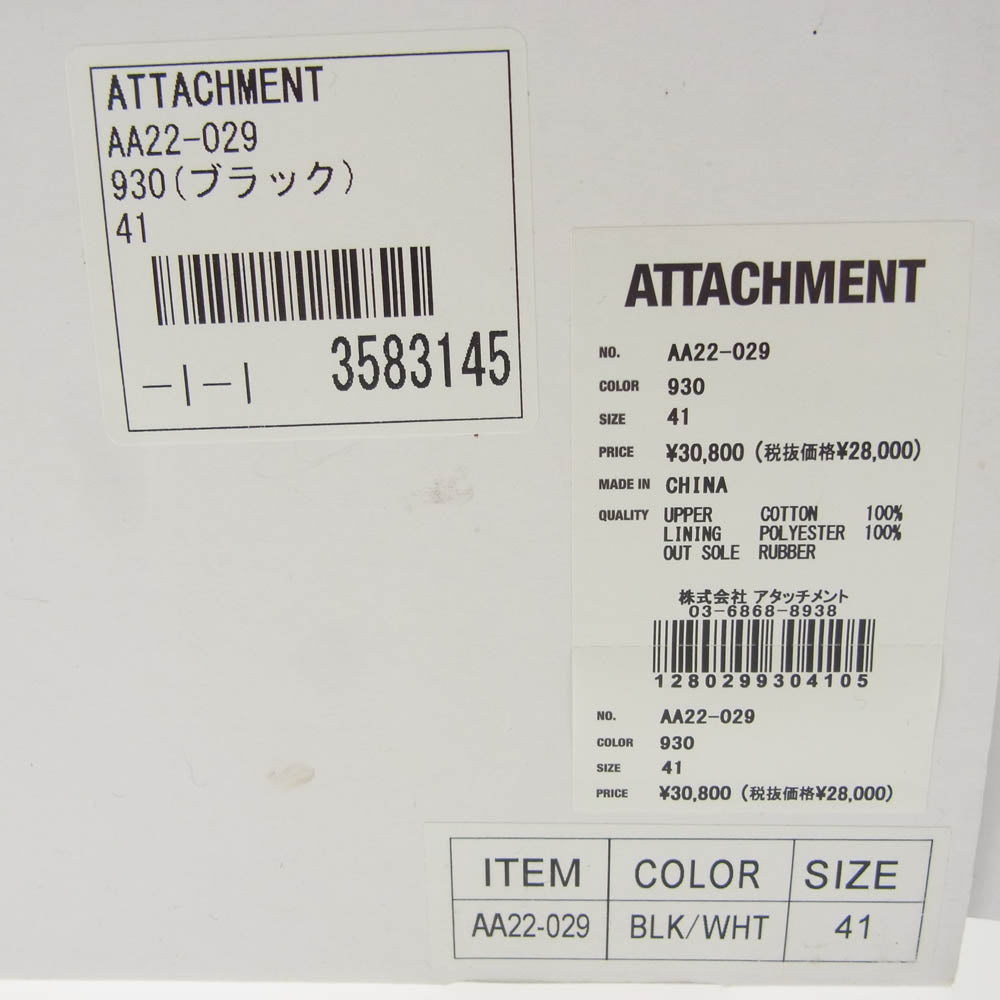 ATTACHMENT
AA22-029
930(ブラック)
41
3583145
-|-|
ATTACHMENT
NO. AA22-029
COLOR 930
SIZE 41
PRICE ¥30,800 (税抜価格¥28,000)
MADE IN CHINA
QUALITY UPPER COTTON 100%
LINING POLYESTER 100%
OUT SOLE RUBBER
株式会社 アタッチメント
03-6868-8938
1280299304105
NO. AA22-029
COLOR 930
SIZE 41
PRICE ¥30,800 (税抜価格¥28,000)
ITEM COLOR SIZE
AA22-029 BLK/WHT 41